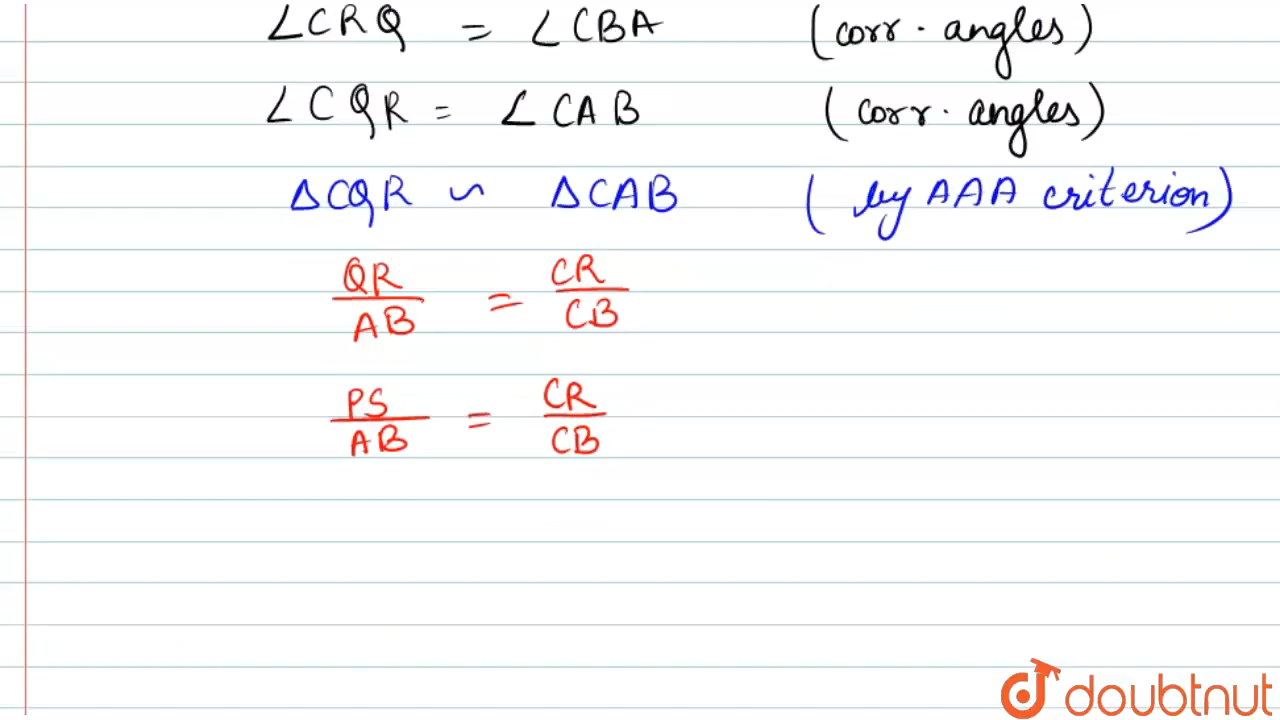 ∠CRQ = ∠CBA (corr. angles)
∠CQR = ∠CAB (corr. angles)
ΔCQR ∽ ΔCAB (by AAA criterion)
QR/AB = CR/CB
PS/AB = CR/CB
doubtnut